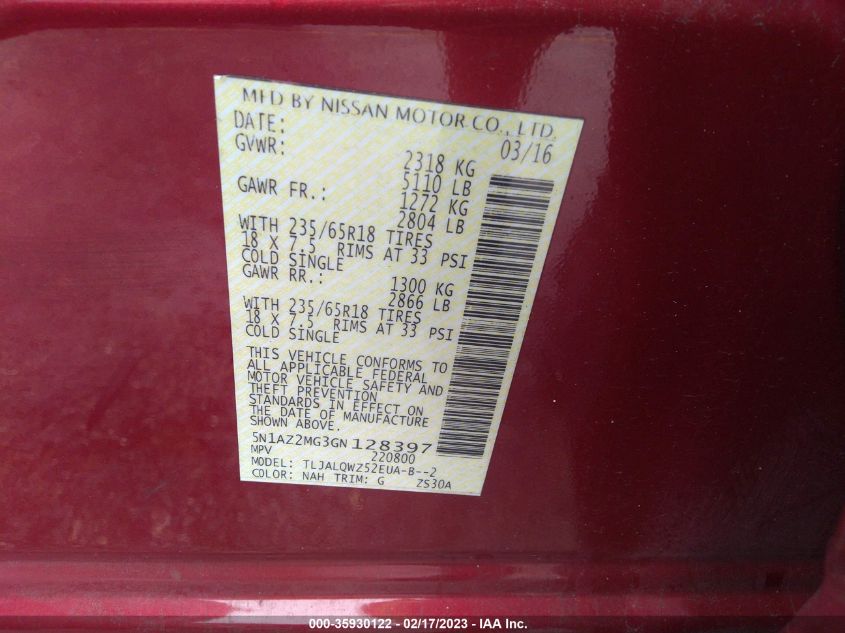 MFD BY NISSAN MOTOR CO., LTD.
DATE: 03/16
GVWR: 2318 KG
5110 LB
GAWR FR.: 1272 KG
2804 LB
WITH 235/65R18 TIRES
18 X 7.5 RIMS AT 33 PSI
COLD SINGLE
GAWR RR.: 1300 KG
2866 LB
WITH 235/65R18 TIRES
18 X 7.5 RIMS AT 33 PSI
COLD SINGLE
THIS VEHICLE CONFORMS TO
ALL APPLICABLE FEDERAL
MOTOR VEHICLE SAFETY AND
THEFT PREVENTION
STANDARDS IN EFFECT ON
THE DATE OF MANUFACTURE
SHOWN ABOVE.
5N1AZ2MG3GN128397
MPV 220800
MODEL: TLJALQWZ52EUA-B--2
COLOR: NAH TRIM: G ZS30A
000-35930122 - 02/17/2023 - IAA Inc.